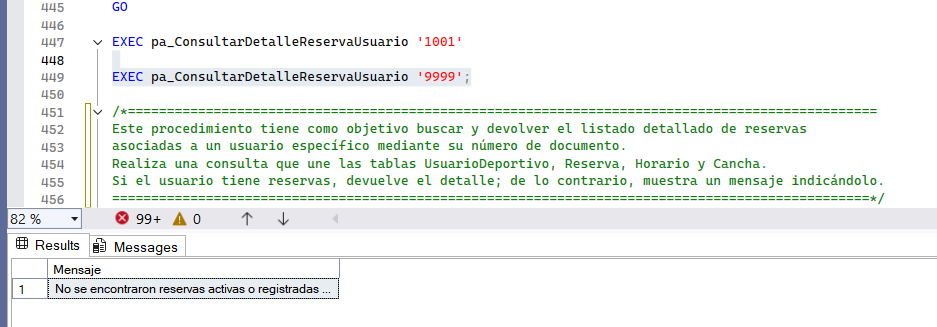 445 GO
446
447 EXEC pa_ConsultarDetalleReservaUsuario '1001'
448
449 EXEC pa_ConsultarDetalleReservaUsuario '9999';
450
451 /*===============================================================================================
452 Este procedimiento tiene como objetivo buscar y devolver el listado detallado de reservas
453 asociadas a un usuario específico mediante su número de documento.
454 Realiza una consulta que une las tablas UsuarioDeportivo, Reserva, Horario y Cancha.
455 Si el usuario tiene reservas, devuelve el detalle; de lo contrario, muestra un mensaje indicándolo.
456 =================================================================================================*/
82 % 99+ 0
Results Messages
Mensaje
1 No se encontraron reservas activas o registradas ...